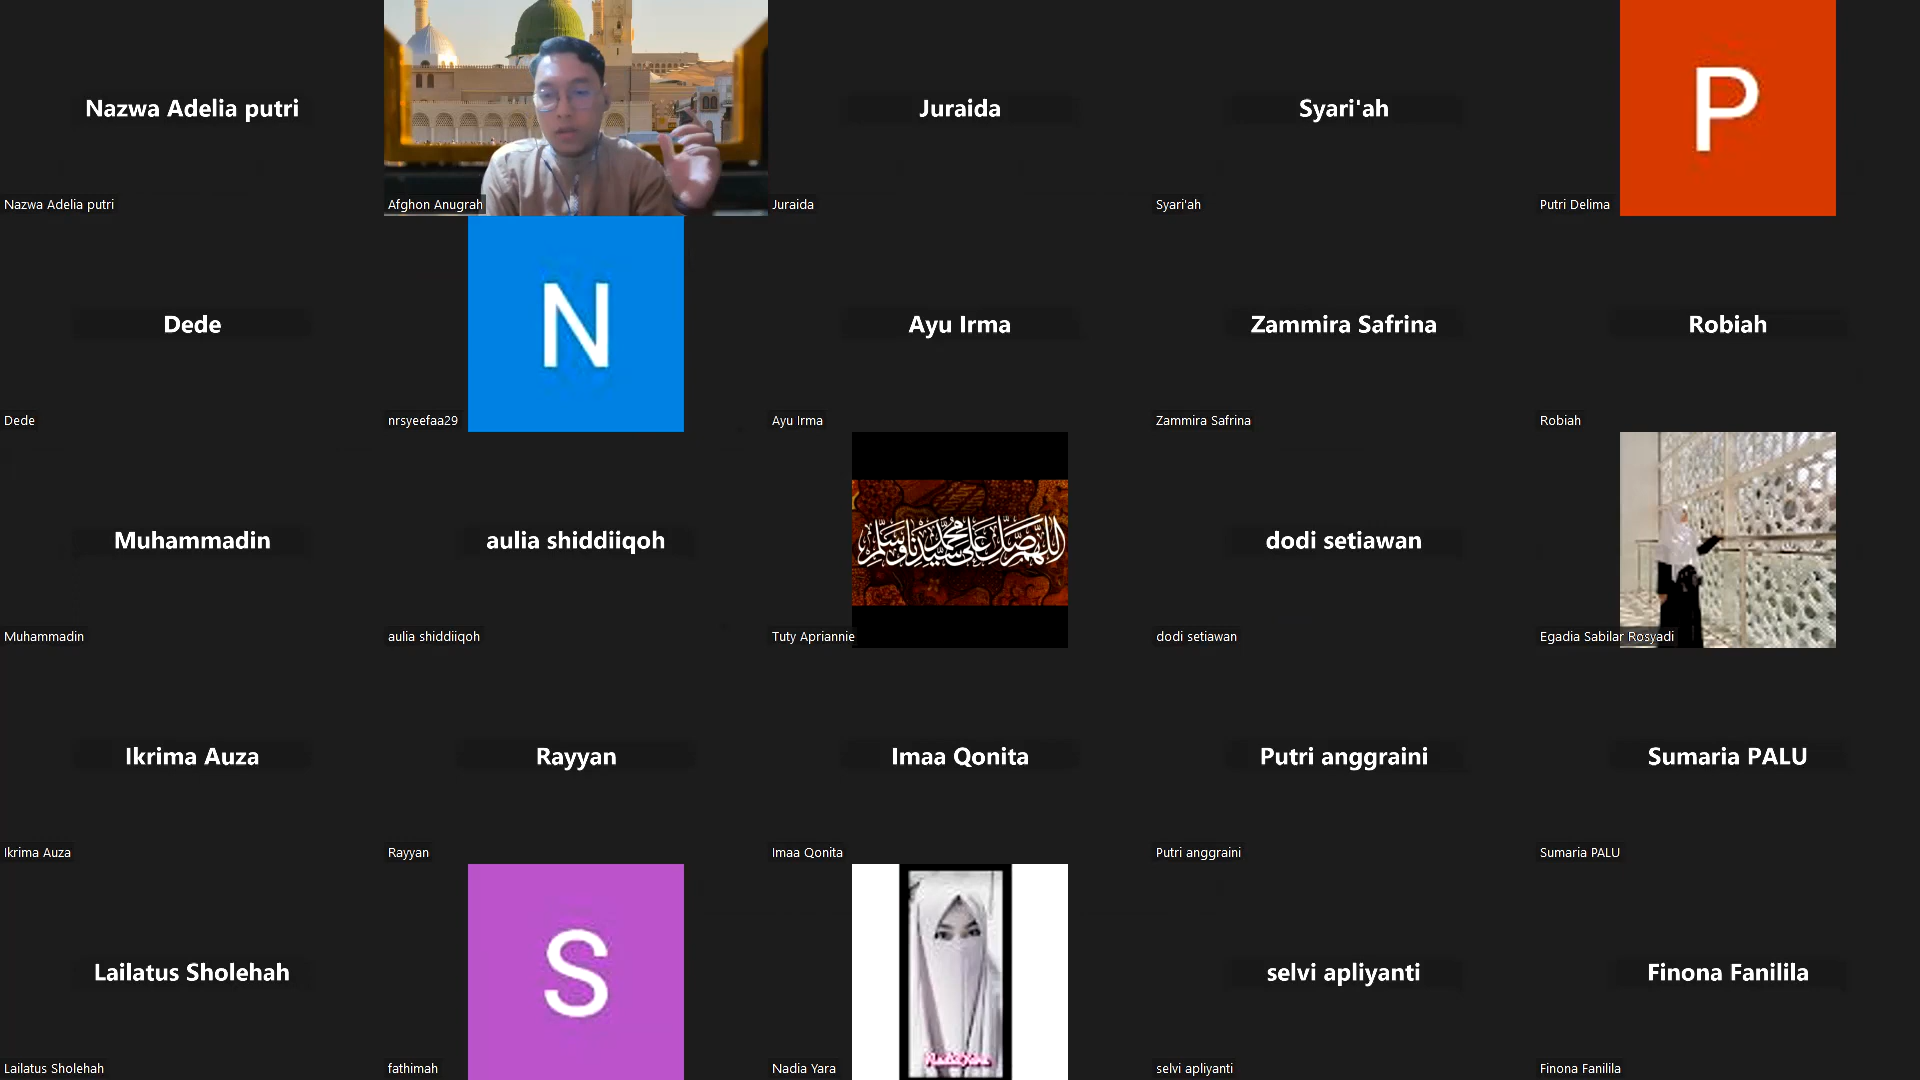 Nazwa Adelia putri
Nazwa Adelia putri
Afghon Anugrah
Juraida
Juraida
Syari'ah
Syari'ah
P
Putri Delima
Dede
Dede
N
nrsyeefaa29
Ayu Irma
Ayu Irma
Zammira Safrina
Zammira Safrina
Robiah
Robiah
Muhammadin
Muhammadin
aulia shiddiiqoh
aulia shiddiiqoh
اللهم صل على سيدنا محمد وسلم
Tuty Apriannie
dodi setiawan
dodi setiawan
Egadia Sabilar Rosyadi
Ikrima Auza
Ikrima Auza
Rayyan
Rayyan
Imaa Qonita
Imaa Qonita
Putri anggraini
Putri anggraini
Sumaria PALU
Sumaria PALU
Lailatus Sholehah
Lailatus Sholehah
S
fathimah
Nadia Yara
selvi apliyanti
selvi apliyanti
Finona Fanilila
Finona Fanilila